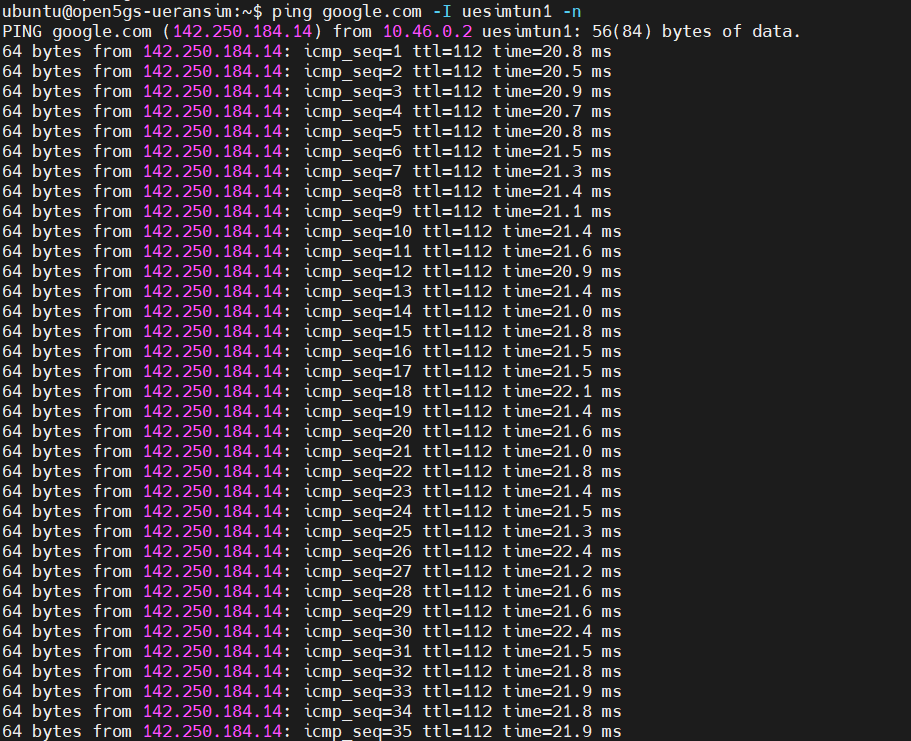 ubuntu@open5gs-ueransim:~$ ping google.com -I uesimtun1 -n
PING google.com (142.250.184.14) from 10.46.0.2 uesimtun1: 56(84) bytes of data.
64 bytes from 142.250.184.14: icmp_seq=1 ttl=112 time=20.8 ms
64 bytes from 142.250.184.14: icmp_seq=2 ttl=112 time=20.5 ms
64 bytes from 142.250.184.14: icmp_seq=3 ttl=112 time=20.9 ms
64 bytes from 142.250.184.14: icmp_seq=4 ttl=112 time=20.7 ms
64 bytes from 142.250.184.14: icmp_seq=5 ttl=112 time=20.8 ms
64 bytes from 142.250.184.14: icmp_seq=6 ttl=112 time=21.5 ms
64 bytes from 142.250.184.14: icmp_seq=7 ttl=112 time=21.3 ms
64 bytes from 142.250.184.14: icmp_seq=8 ttl=112 time=21.4 ms
64 bytes from 142.250.184.14: icmp_seq=9 ttl=112 time=21.1 ms
64 bytes from 142.250.184.14: icmp_seq=10 ttl=112 time=21.4 ms
64 bytes from 142.250.184.14: icmp_seq=11 ttl=112 time=21.6 ms
64 bytes from 142.250.184.14: icmp_seq=12 ttl=112 time=20.9 ms
64 bytes from 142.250.184.14: icmp_seq=13 ttl=112 time=21.4 ms
64 bytes from 142.250.184.14: icmp_seq=14 ttl=112 time=21.0 ms
64 bytes from 142.250.184.14: icmp_seq=15 ttl=112 time=21.8 ms
64 bytes from 142.250.184.14: icmp_seq=16 ttl=112 time=21.5 ms
64 bytes from 142.250.184.14: icmp_seq=17 ttl=112 time=21.5 ms
64 bytes from 142.250.184.14: icmp_seq=18 ttl=112 time=22.1 ms
64 bytes from 142.250.184.14: icmp_seq=19 ttl=112 time=21.4 ms
64 bytes from 142.250.184.14: icmp_seq=20 ttl=112 time=21.6 ms
64 bytes from 142.250.184.14: icmp_seq=21 ttl=112 time=21.0 ms
64 bytes from 142.250.184.14: icmp_seq=22 ttl=112 time=21.8 ms
64 bytes from 142.250.184.14: icmp_seq=23 ttl=112 time=21.4 ms
64 bytes from 142.250.184.14: icmp_seq=24 ttl=112 time=21.5 ms
64 bytes from 142.250.184.14: icmp_seq=25 ttl=112 time=21.3 ms
64 bytes from 142.250.184.14: icmp_seq=26 ttl=112 time=22.4 ms
64 bytes from 142.250.184.14: icmp_seq=27 ttl=112 time=21.2 ms
64 bytes from 142.250.184.14: icmp_seq=28 ttl=112 time=21.6 ms
64 bytes from 142.250.184.14: icmp_seq=29 ttl=112 time=21.6 ms
64 bytes from 142.250.184.14: icmp_seq=30 ttl=112 time=22.4 ms
64 bytes from 142.250.184.14: icmp_seq=31 ttl=112 time=21.5 ms
64 bytes from 142.250.184.14: icmp_seq=32 ttl=112 time=21.8 ms
64 bytes from 142.250.184.14: icmp_seq=33 ttl=112 time=21.9 ms
64 bytes from 142.250.184.14: icmp_seq=34 ttl=112 time=21.8 ms
64 bytes from 142.250.184.14: icmp_seq=35 ttl=112 time=21.9 ms